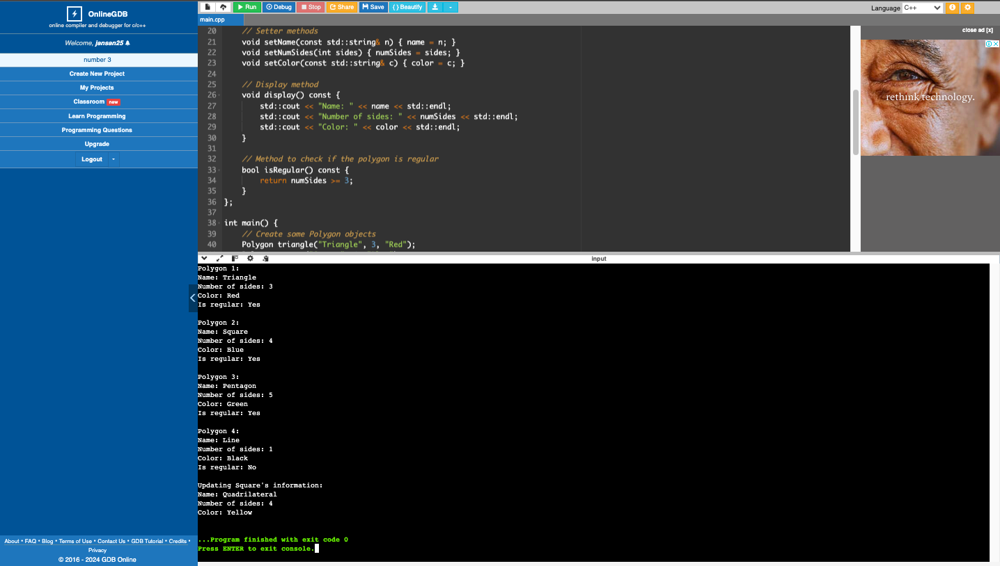 OnlineGDB
online compiler and debugger for c/c++
Welcome, jansan25
number 3
Create New Project
My Projects
Classroom new
Learn Programming
Programming Questions
Upgrade
Logout
About • FAQ • Blog • Terms of Use • Contact Us • GDB Tutorial • Credits •
Privacy
© 2016 - 2024 GDB Online
Run Debug Stop Share Save {} Beautify
Language C++
main.cpp
20 // Setter methods
21 void setName(const std::string& n) { name = n; }
22 void setNumSides(int sides) { numSides = sides; }
23 void setColor(const std::string& c) { color = c; }
24
25 // Display method
26 void display() const {
27 std::cout << "Name: " << name << std::endl;
28 std::cout << "Number of sides: " << numSides << std::endl;
29 std::cout << "Color: " << color << std::endl;
30 }
31
32 // Method to check if the polygon is regular
33 bool isRegular() const {
34 return numSides >= 3;
35 }
36 };
37
38 int main() {
39 // Create some Polygon objects
40 Polygon triangle("Triangle", 3, "Red");
close ad [x]
rethink technology.
input
Polygon 1:
Name: Triangle
Number of sides: 3
Color: Red
Is regular: Yes
Polygon 2:
Name: Square
Number of sides: 4
Color: Blue
Is regular: Yes
Polygon 3:
Name: Pentagon
Number of sides: 5
Color: Green
Is regular: Yes
Polygon 4:
Name: Line
Number of sides: 1
Color: Black
Is regular: No
Updating Square's information:
Name: Quadrilateral
Number of sides: 4
Color: Yellow
...Program finished with exit code 0
Press ENTER to exit console.